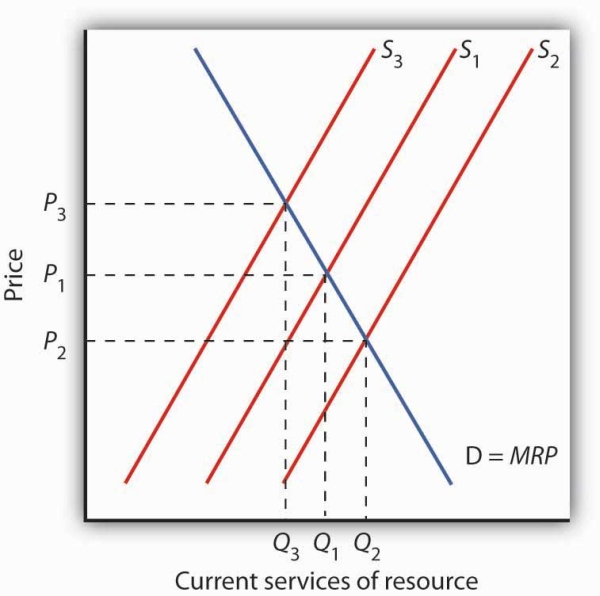 S3 S1 S2
P3
P1
P2
Price
D = MRP
Q3 Q1 Q2
Current services of resource